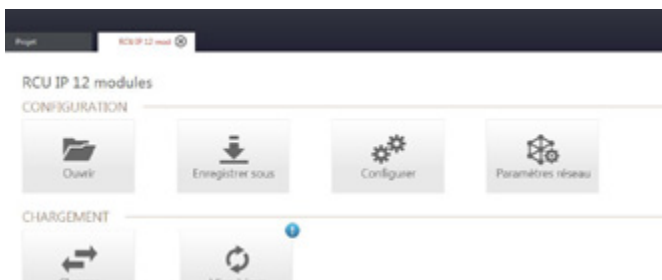 Projet
RCU IP 12 mod
RCU IP 12 modules
CONFIGURATION
Ouvrir
Enregistrer sous
Configurer
Paramètres réseau
CHARGEMENT